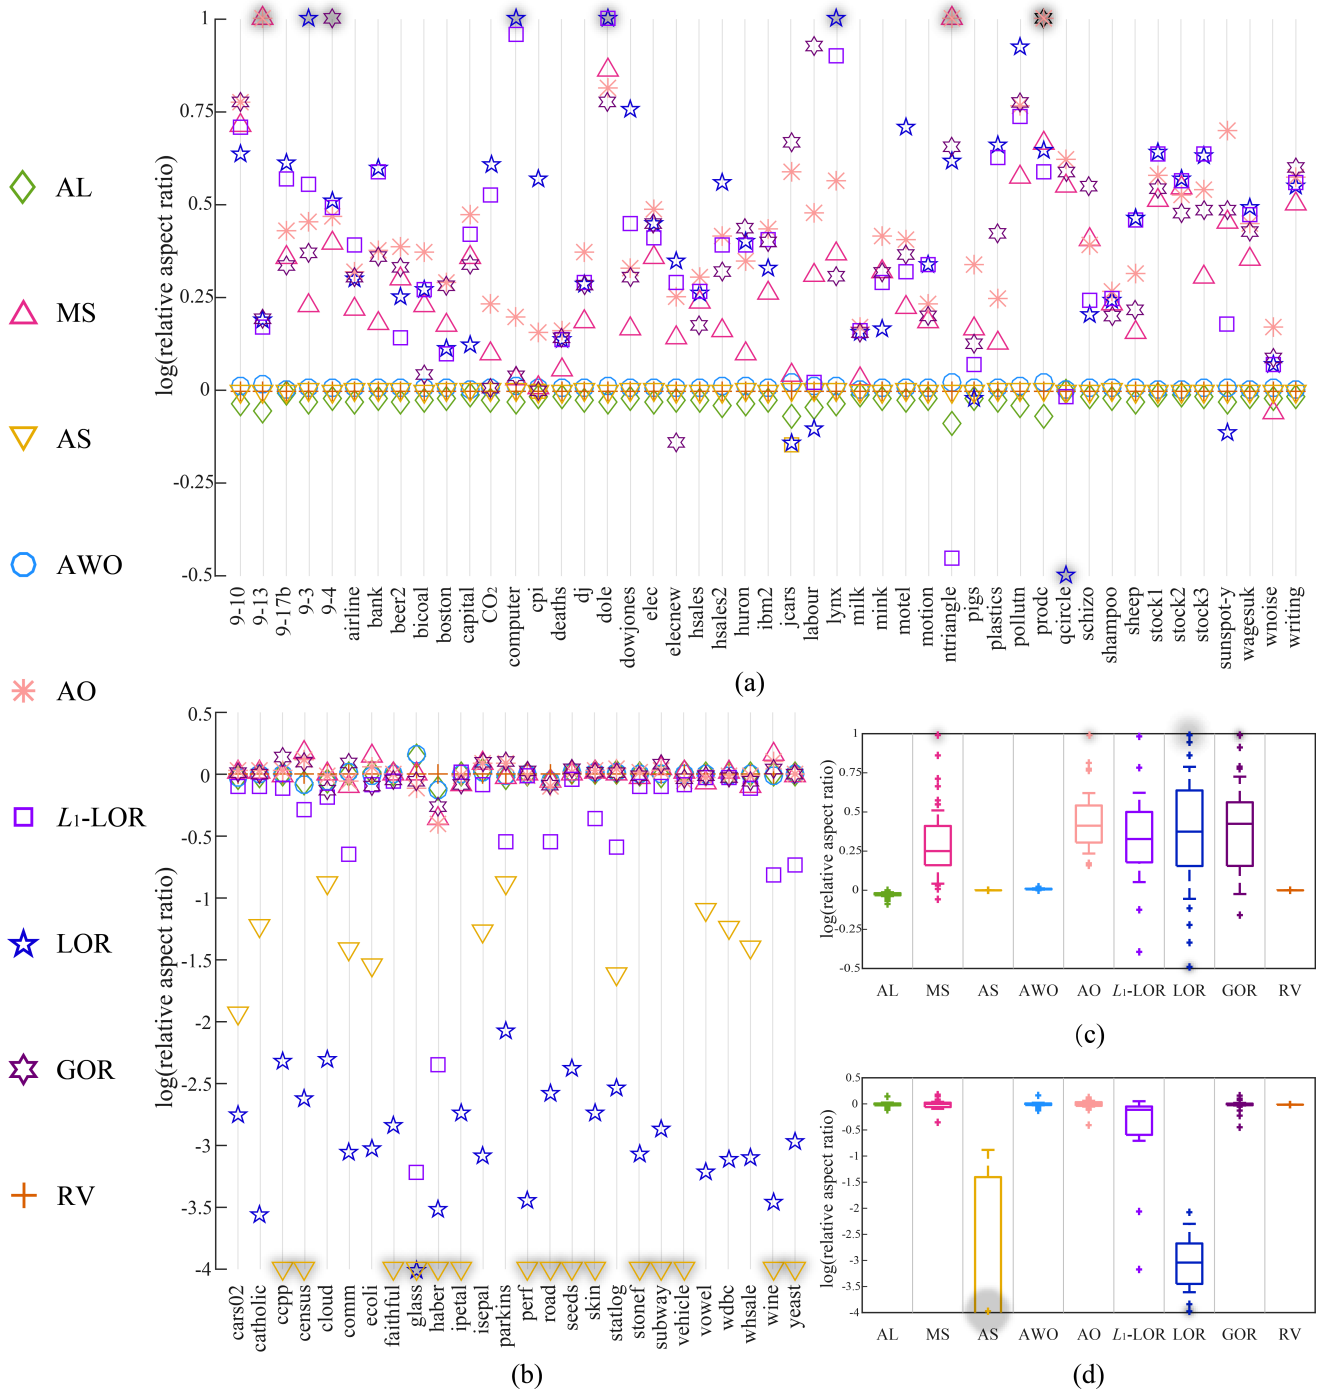 AL
MS
AS
AWO
AO
L1-LOR
LOR
GOR
RV
log(relative aspect ratio)
1
0.75
0.5
0.25
0
-0.25
-0.5
9-10
9-13
9-17b
9-3
9-4
airline
bank
beer2
bicoal
boston
capital
CO2
computer
cpi
deaths
dj
dole
dowjones
elec
elecnew
hsales
hsales2
huron
ibm2
jcars
labour
lynx
milk
mink
motel
motion
ntriangle
pigs
plastics
pollutn
prodc
qcircle
schizo
shampoo
sheep
stock1
stock2
stock3
sunspot-y
wagesuk
wnoise
writing
(a)
log(relative aspect ratio)
0.5
0
-0.5
-1
-1.5
-2
-2.5
-3
-3.5
-4
cars02
catholic
ccpp
census
cloud
comm
ecoli
faithful
glass
haber
ipetal
isepal
parkins
perf
road
seeds
skin
statlog
stonef
subway
vehicle
vowel
wdbc
whsale
wine
yeast
(b)
log(relative aspect ratio)
1
0.75
0.5
0.25
0
-0.25
-0.5
AL MS AS AWO AO L1-LOR LOR GOR RV
(c)
log(relative aspect ratio)
0.5
0
-0.5
-1
-1.5
-2
-2.5
-3
-3.5
-4
AL MS AS AWO AO L1-LOR LOR GOR RV
(d)